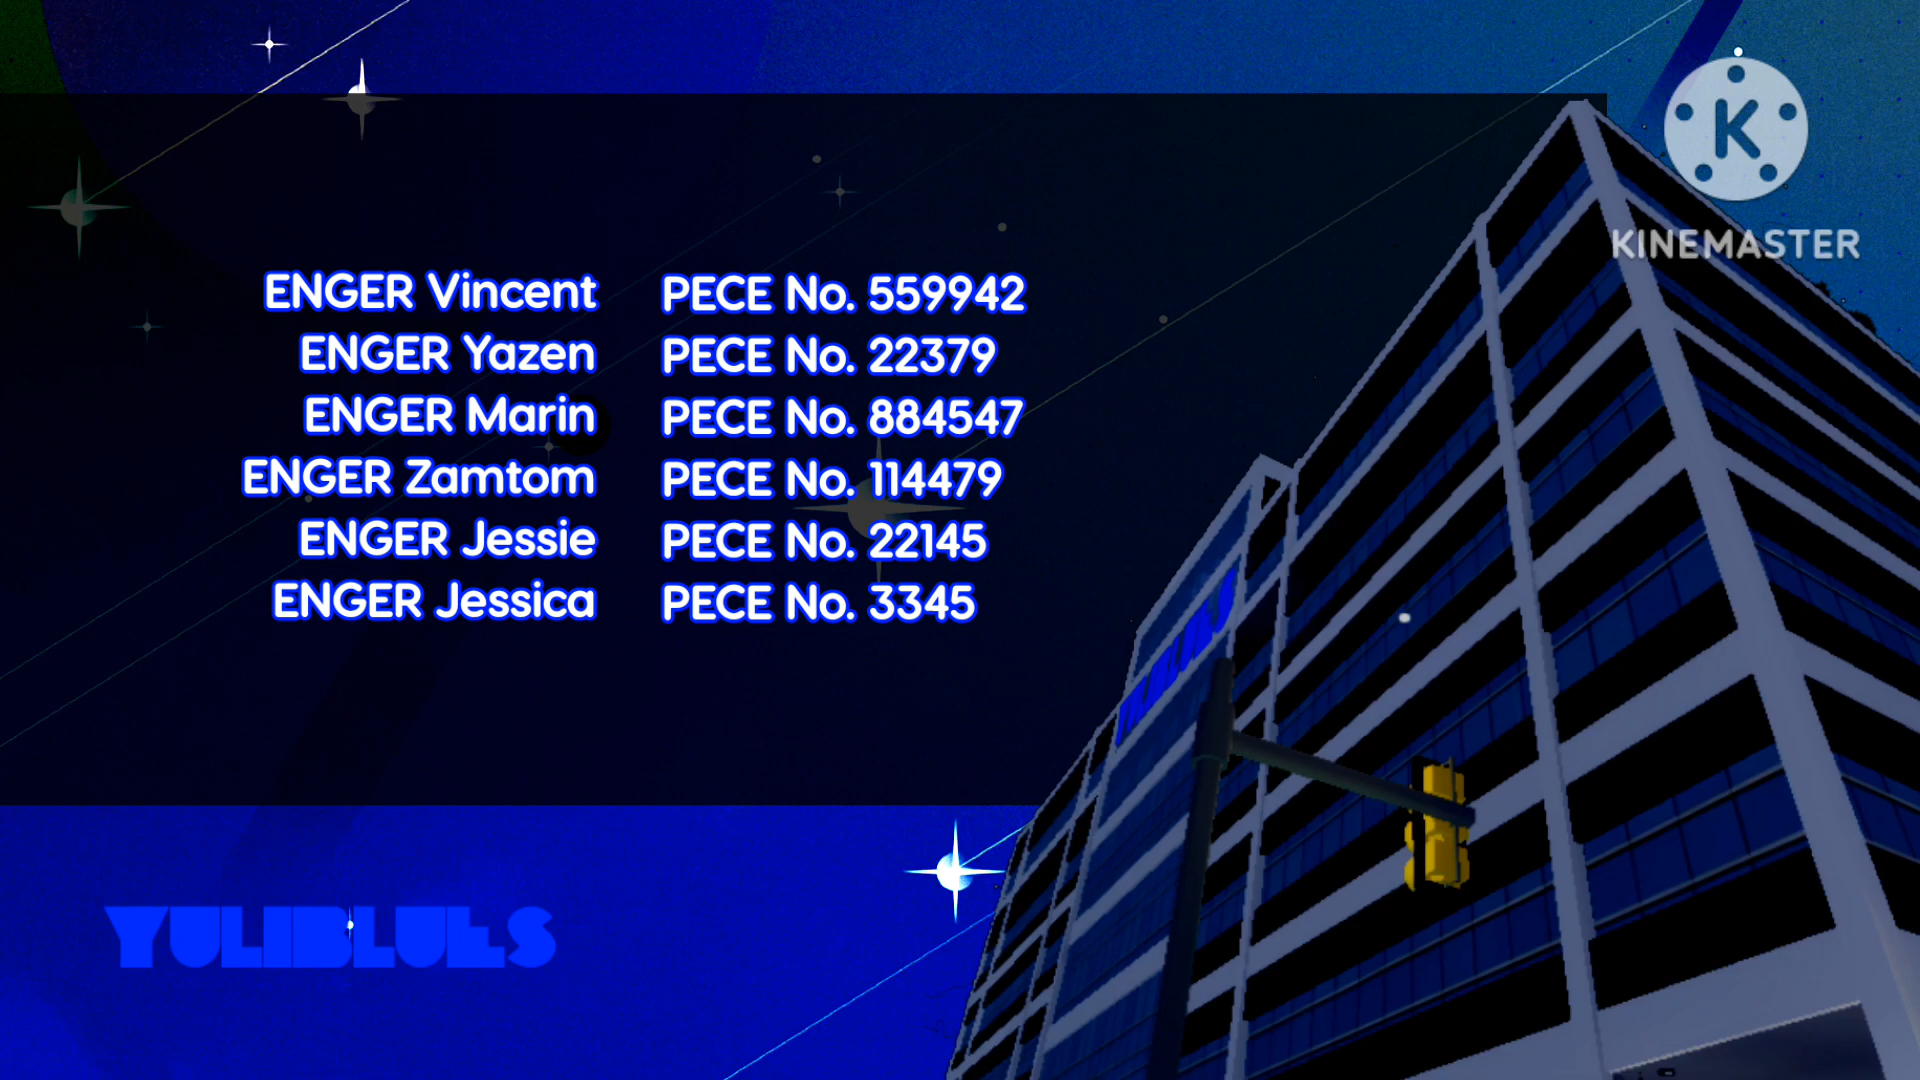 K
KINEMASTER
ENGER Vincent PECE No. 559942
ENGER Yazen PECE No. 22379
ENGER Marin PECE No. 884547
ENGER Zamtom PECE No. 114479
ENGER Jessie PECE No. 22145
ENGER Jessica PECE No. 3345
YULIBLUES